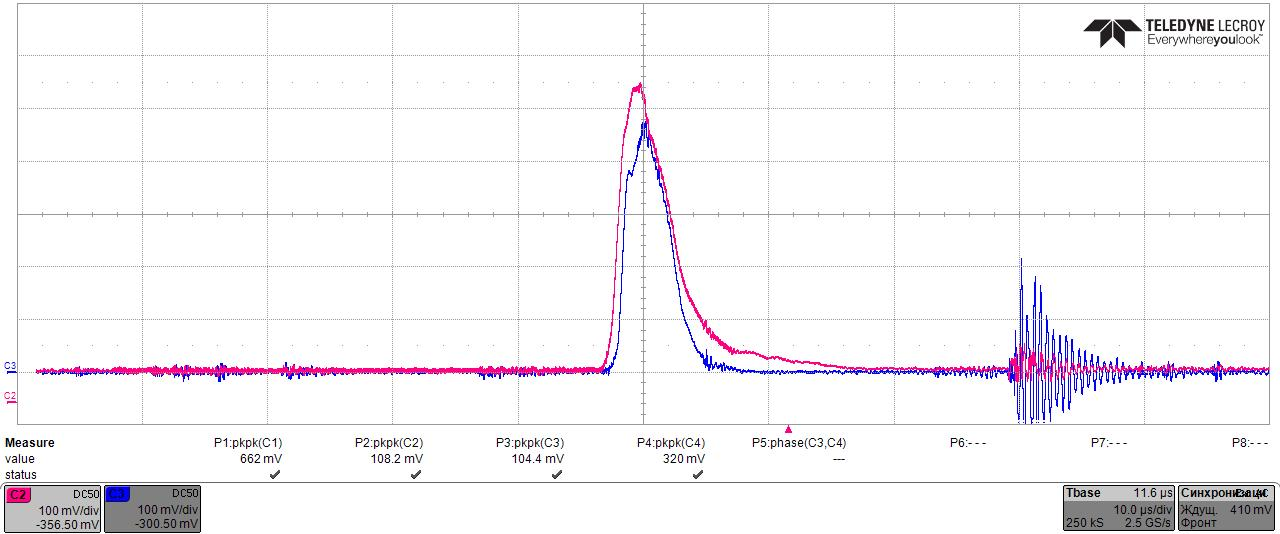 TELEDYNE LECROY
Everywhereyoulook™
C3
C2
Measure P1:pkpk(C1) P2:pkpk(C2) P3:pkpk(C3) P4:pkpk(C4) P5:phase(C3,C4) P6:--- P7:--- P8:---
value 662 mV 108.2 mV 104.4 mV 320 mV ---
status
C2 DC50
100 mV/div
-356.50 mV
C3 DC50
100 mV/div
-300.50 mV
Tbase 11.6 µs
10.0 µs/div
250 kS 2.5 GS/s
Синхронизаци
Ждущ. 410 mV
Фронт